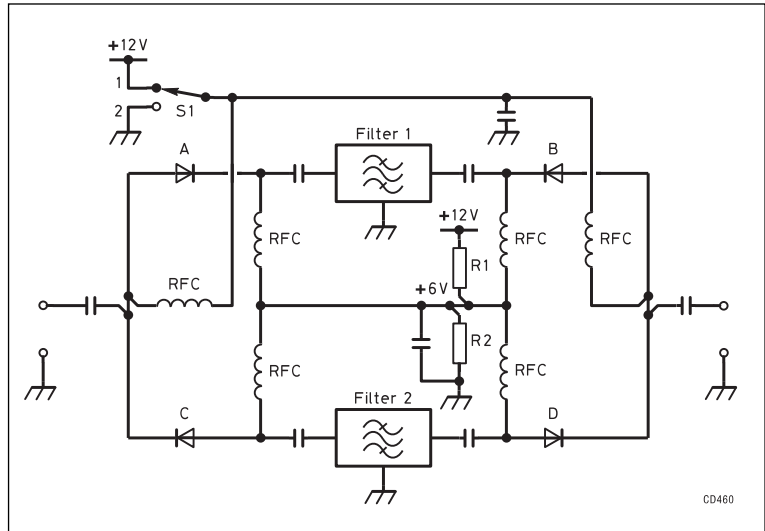 +12V
1
2
S1
A
Filter 1
B
+12V
RFC
RFC
RFC
RFC
R1
+6V
R2
RFC
RFC
C
Filter 2
D
CD460